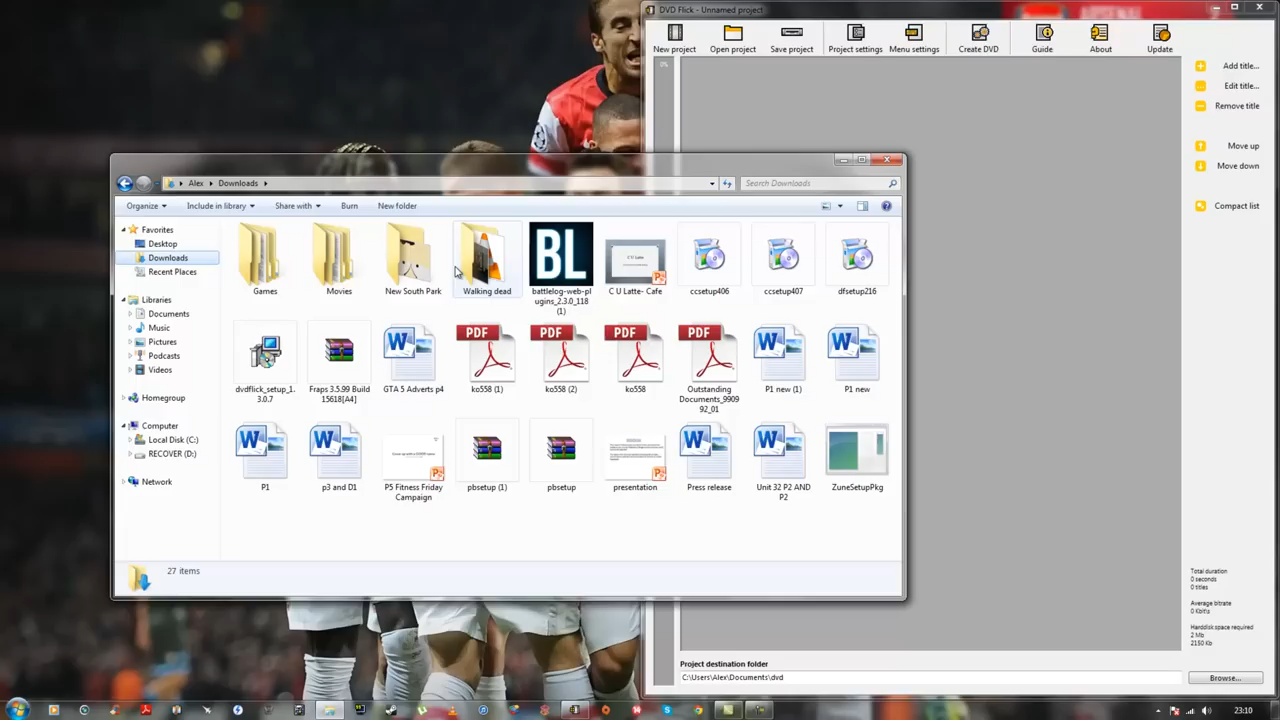 DVD Flick - Unnamed project
New project
Open project
Save project
Project settings
Menu settings
Create DVD
Guide
About
Update
0%
Add title...
Edit title...
Remove title
Move up
Move down
Compact list
Alex
Downloads
Search Downloads
Organize
Include in library
Share with
Burn
New folder
Favorites
Desktop
Downloads
Recent Places
Libraries
Documents
Music
Pictures
Podcasts
Videos
Homegroup
Computer
Local Disk (C:)
RECOVER (D:)
Network
Games
Movies
New South Park
Walking dead
BL
battlelog-web-pl
ugins_2.3.0_118
(1)
C U Latte- Cafe
ccsetup406
ccsetup407
dfsetup216
dvdflick_setup_1.
3.0.7
Fraps 3.5.99 Build
15618[A4]
GTA 5 Adverts p4
PDF
ko558 (1)
PDF
ko558 (2)
PDF
ko558
PDF
Outstanding
Documents_9909
92_01
P1 new (1)
P1 new
P1
p3 and D1
P5 Fitness Friday
Campaign
pbsetup (1)
pbsetup
presentation
Press release
Unit 32 P2 AND
P2
ZuneSetupPkg
27 items
Total duration
0 seconds
0 titles
Average bitrate
0 Kbit\s
Harddisk space required
2 Mb
2150 Kb
Project destination folder
C:\Users\Alex\Documents\dvd
Browse...
23:10